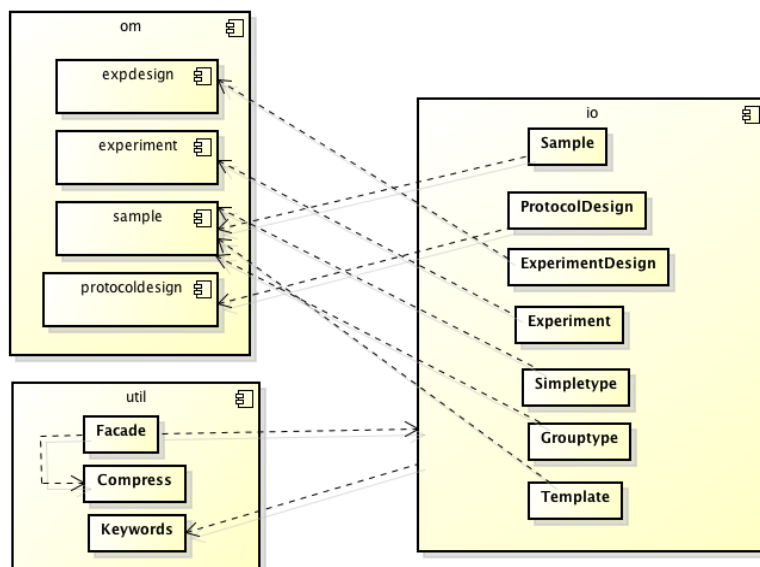 om
expdesign
experiment
sample
protocoldesign
io
Sample
ProtocolDesign
ExperimentDesign
Experiment
Simpletype
Grouptype
Template
util
Facade
Compress
Keywords